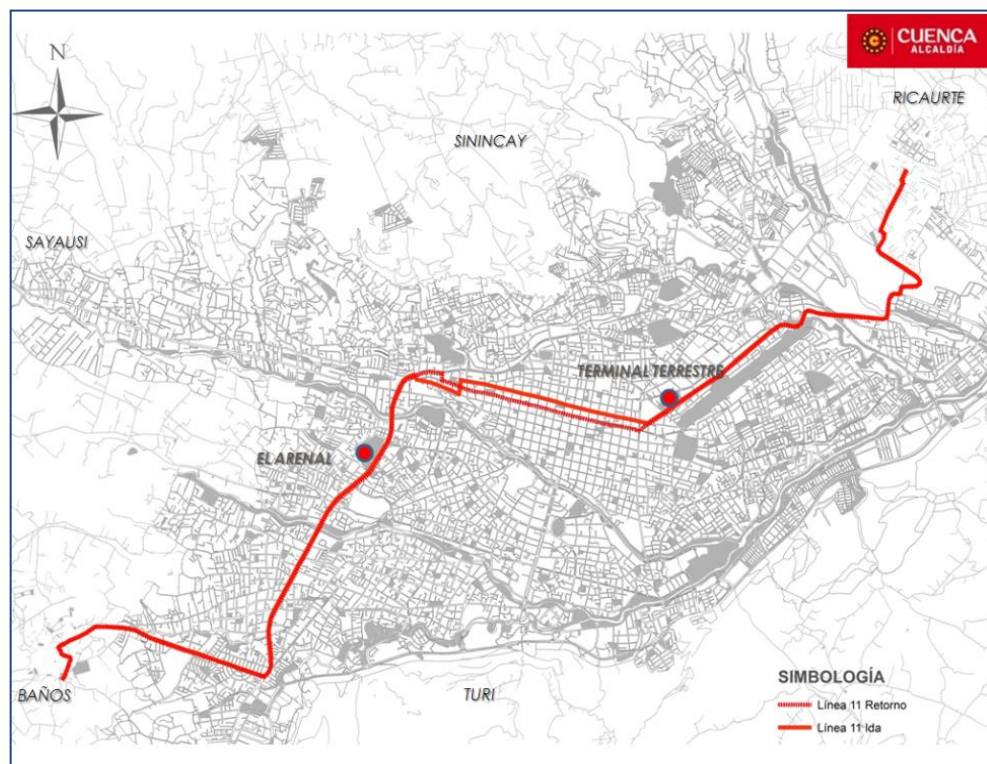 CUENCA
ALCALDÍA
N
RICAURTE
SININCAY
SAYAUSI
TERMINAL TERRESTRE
EL ARENAL
BAÑOS
TURI
SIMBOLOGÍA
Línea 11 Retorno
Línea 11 Ida